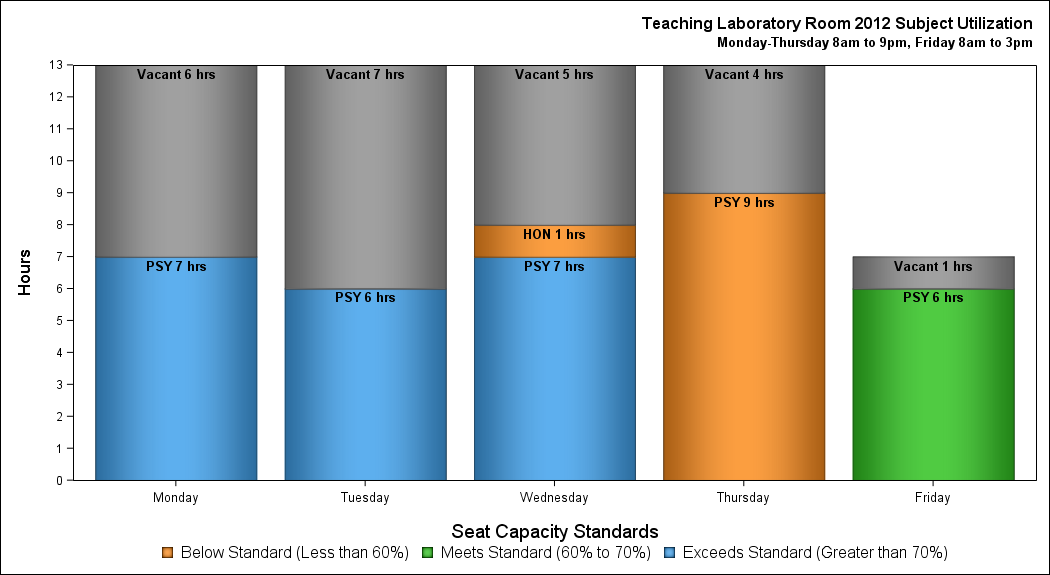 Teaching Laboratory Room 2012 Subject Utilization
Monday-Thursday 8am to 9pm, Friday 8am to 3pm
Hours
13
12
11
10
9
8
7
6
5
4
3
2
1
0
Vacant 6 hrs
PSY 7 hrs
Vacant 7 hrs
PSY 6 hrs
Vacant 5 hrs
HON 1 hrs
PSY 7 hrs
Vacant 4 hrs
PSY 9 hrs
Vacant 1 hrs
PSY 6 hrs
Monday Tuesday Wednesday Thursday Friday
Seat Capacity Standards
Below Standard (Less than 60%) Meets Standard (60% to 70%) Exceeds Standard (Greater than 70%)